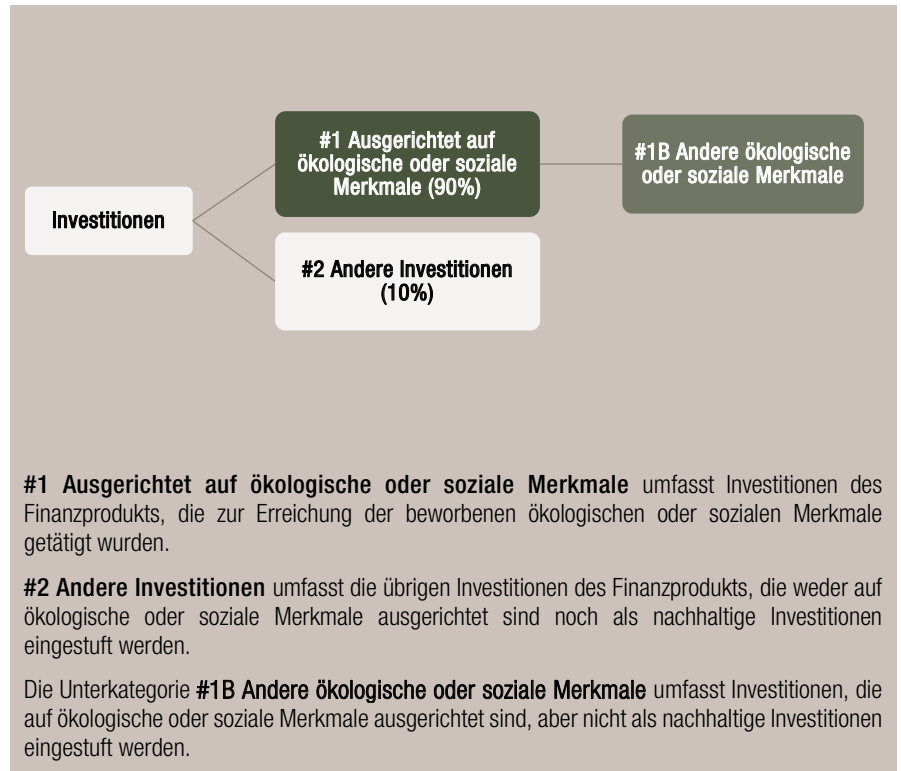 #1 Ausgerichtet auf
ökologische oder soziale
Merkmale (90%)
#1B Andere ökologische
oder soziale Merkmale
Investitionen
#2 Andere Investitionen
(10%)
#1 Ausgerichtet auf ökologische oder soziale Merkmale umfasst Investitionen des
Finanzprodukts, die zur Erreichung der beworbenen ökologischen oder sozialen Merkmale
getätigt wurden.
#2 Andere Investitionen umfasst die übrigen Investitionen des Finanzprodukts, die weder auf
ökologische oder soziale Merkmale ausgerichtet sind noch als nachhaltige Investitionen
eingestuft werden.
Die Unterkategorie #1B Andere ökologische oder soziale Merkmale umfasst Investitionen, die
auf ökologische oder soziale Merkmale ausgerichtet sind, aber nicht als nachhaltige Investitionen
eingestuft werden.